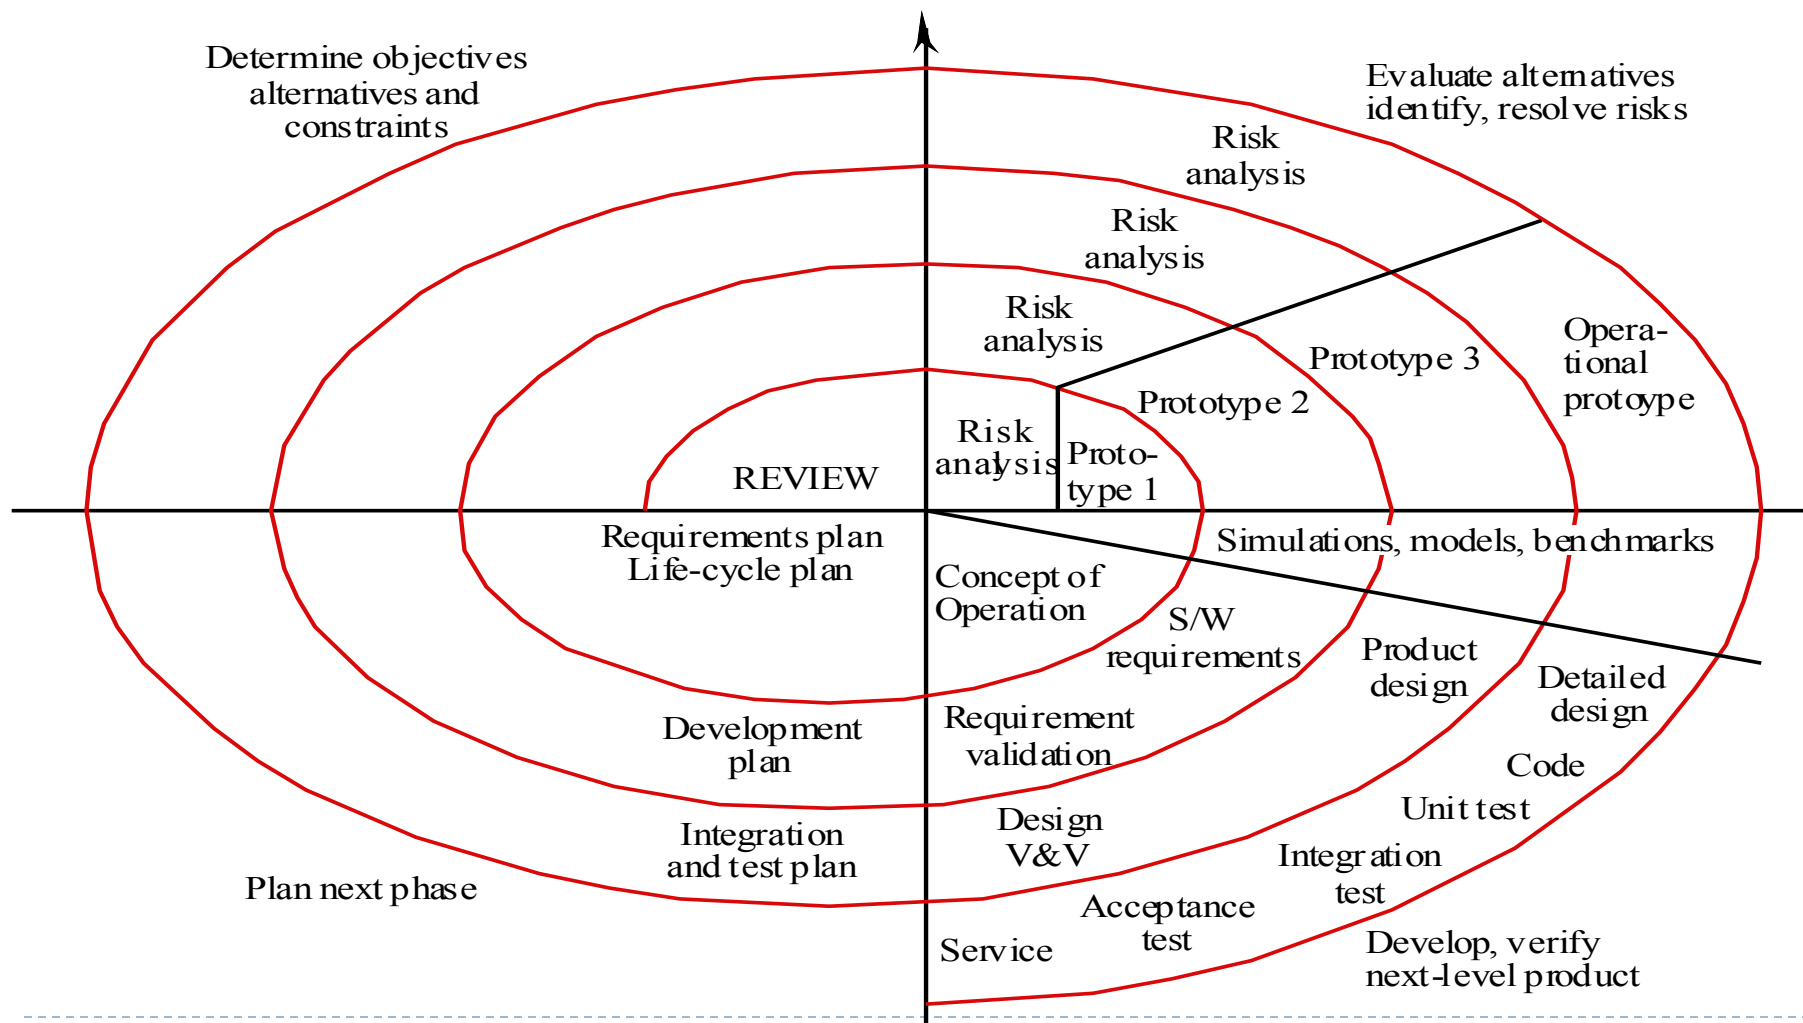 Determine objectives
alternatives and
constraints
Evaluate alternatives
identify, resolve risks
Risk
analysis
Risk
analysis
Risk
analysis
Risk
analysis
Proto-
type 1
Prototype 2
Prototype 3
Opera-
tional
protoype
REVIEW
Requirements plan
Life-cycle plan
Development
plan
Integration
and test plan
Plan next phase
Simulations, models, benchmarks
Concept of
Operation
S/W
requirements
Requirement
validation
Product
design
Design
V&V
Detailed
design
Code
Unit test
Integration
test
Acceptance
test
Service
Develop, verify
next-level product